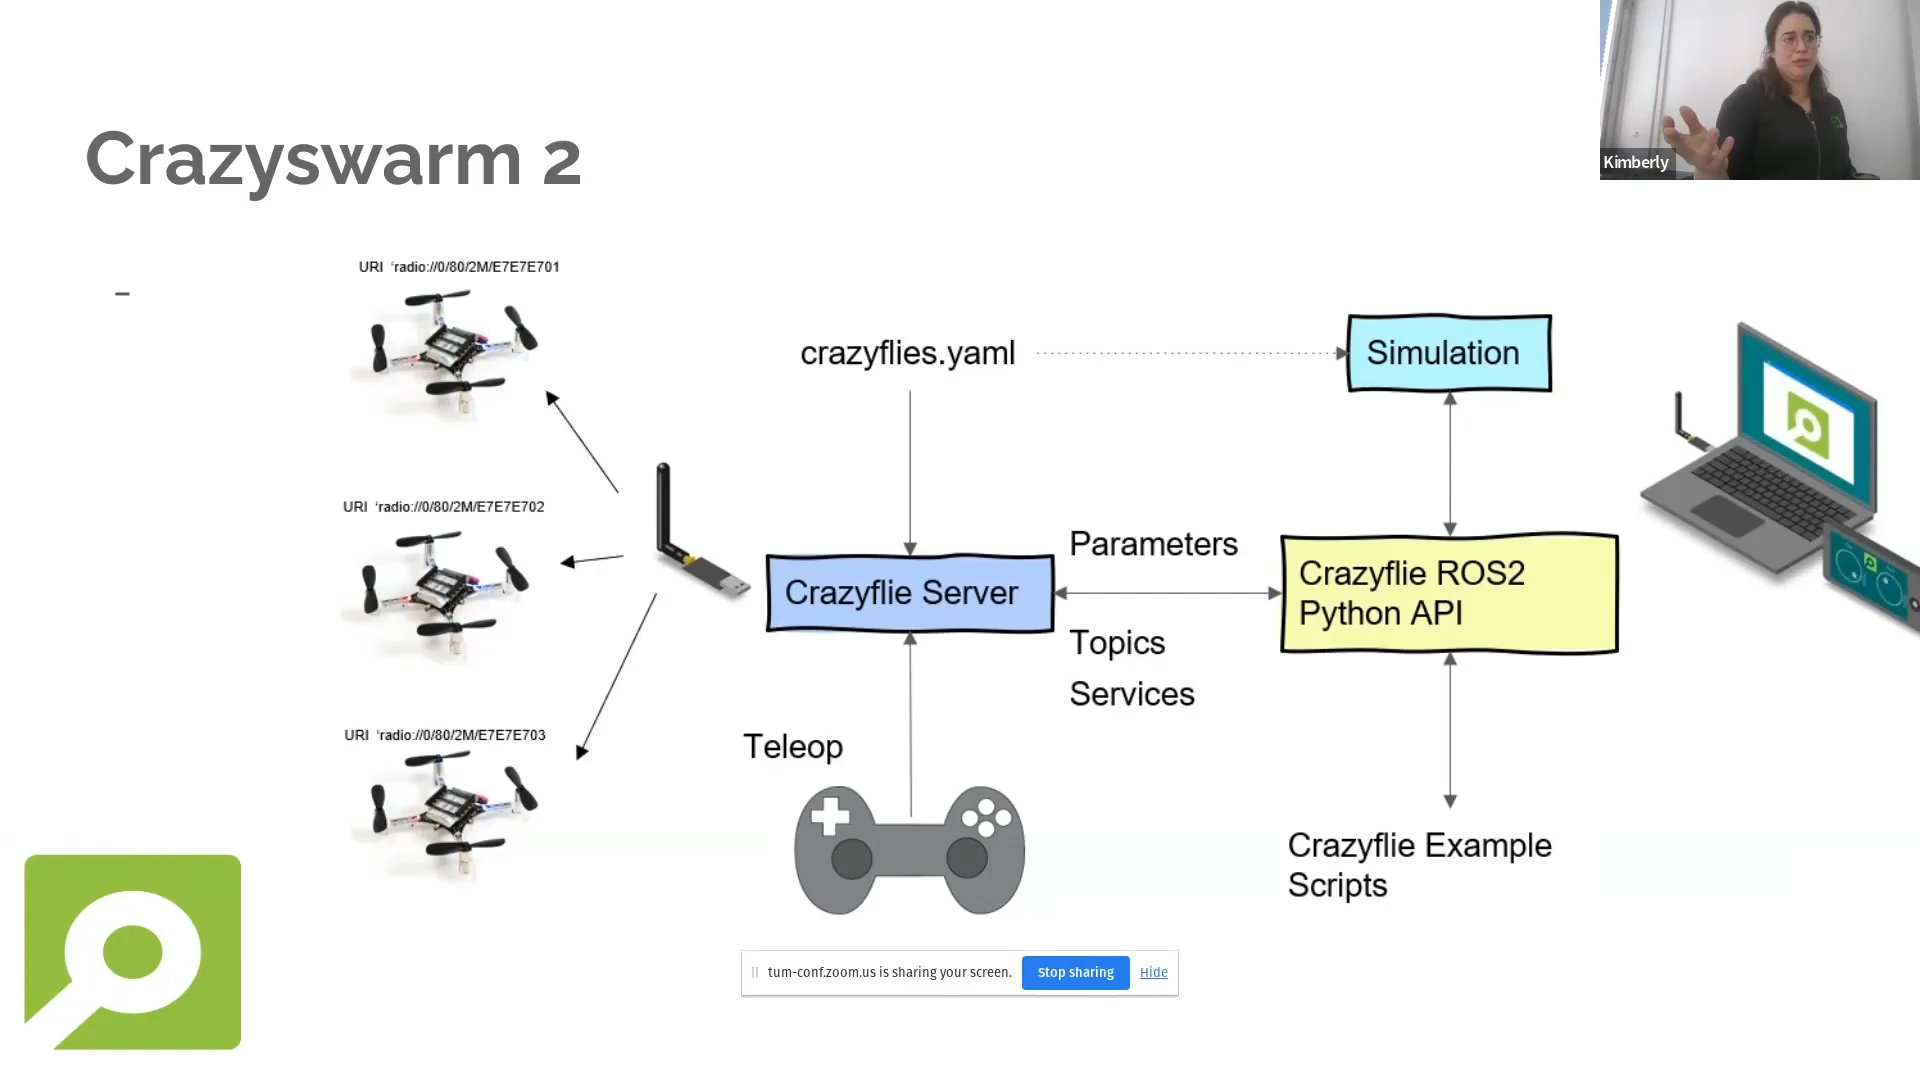 Kimberly
Crazyswarm 2
–
URI ‘radio://0/80/2M/E7E7E701
URI ‘radio://0/80/2M/E7E7E702
URI ‘radio://0/80/2M/E7E7E703
crazyflies.yaml
Simulation
Crazyflie Server
Parameters
Topics
Services
Crazyflie ROS2
Python API
Teleop
Crazyflie Example
Scripts
tum-conf.zoom.us is sharing your screen.
Stop sharing
Hide